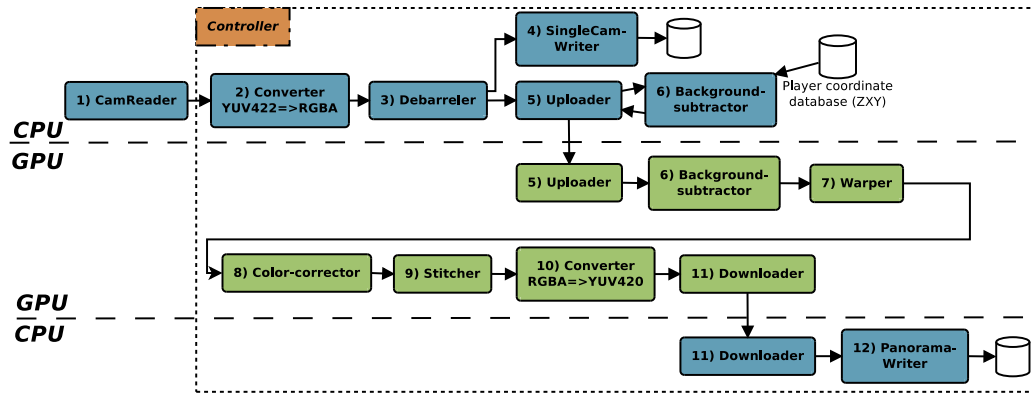 Controller
4) SingleCam-
Writer
1) CamReader
2) Converter
YUV422=>RGBA
3) Debarreler
5) Uploader
6) Background-
subtractor
Player coordinate
database (ZXY)
CPU
GPU
5) Uploader
6) Background-
subtractor
7) Warper
8) Color-corrector
9) Stitcher
10) Converter
RGBA=>YUV420
11) Downloader
GPU
CPU
11) Downloader
12) Panorama-
Writer